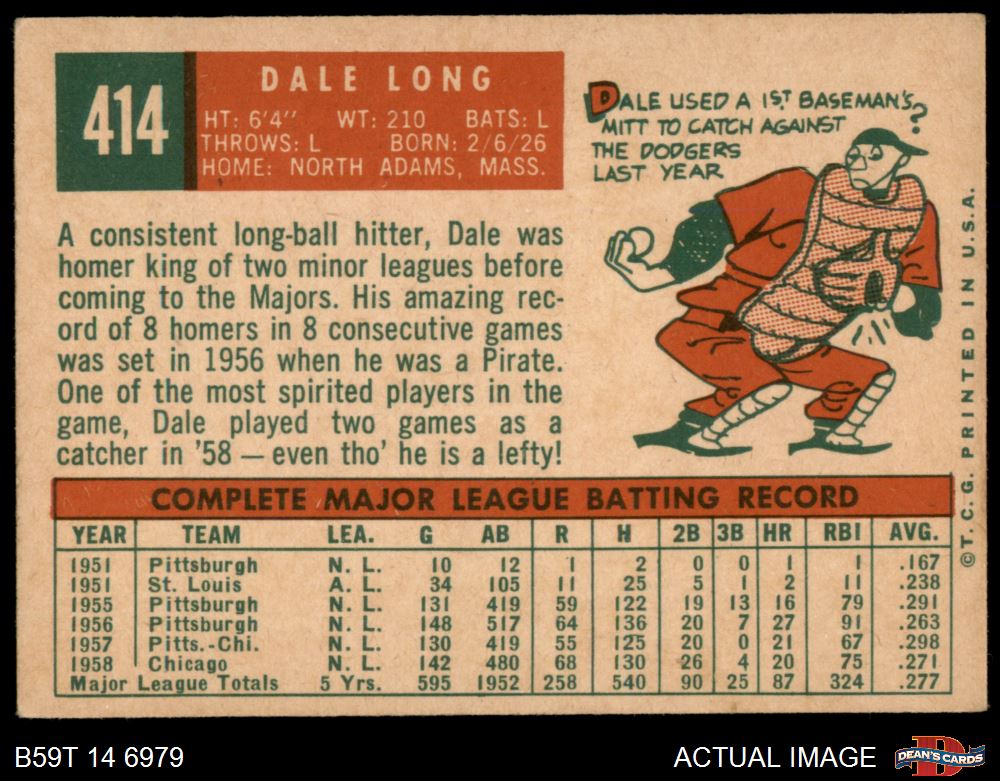 414
DALE LONG
HT: 6'4" WT: 210 BATS: L
THROWS: L BORN: 2/6/26
HOME: NORTH ADAMS, MASS.
DALE USED A 1ST BASEMAN'S
MITT TO CATCH AGAINST
THE DODGERS
LAST YEAR
?
A consistent long-ball hitter, Dale was
homer king of two minor leagues before
coming to the Majors. His amazing rec-
ord of 8 homers in 8 consecutive games
was set in 1956 when he was a Pirate.
One of the most spirited players in the
game, Dale played two games as a
catcher in '58 — even tho' he is a lefty!
COMPLETE MAJOR LEAGUE BATTING RECORD
YEAR TEAM LEA. G AB R H 2B 3B HR RBI AVG.
1951 Pittsburgh N. L. 10 12 1 2 0 0 1 1 .167
1951 St. Louis A. L. 34 105 11 25 5 1 2 11 .238
1955 Pittsburgh N. L. 131 419 59 122 19 13 16 79 .291
1956 Pittsburgh N. L. 148 517 64 136 20 7 27 91 .263
1957 Pitts.-Chi. N. L. 130 419 55 125 20 0 21 67 .298
1958 Chicago N. L. 142 480 68 130 26 4 20 75 .271
Major League Totals 5 Yrs. 595 1952 258 540 90 25 87 324 .277
© T. C. G. PRINTED IN U.S.A.
B59T 14 6979
ACTUAL IMAGE
DEAN'S CARDS